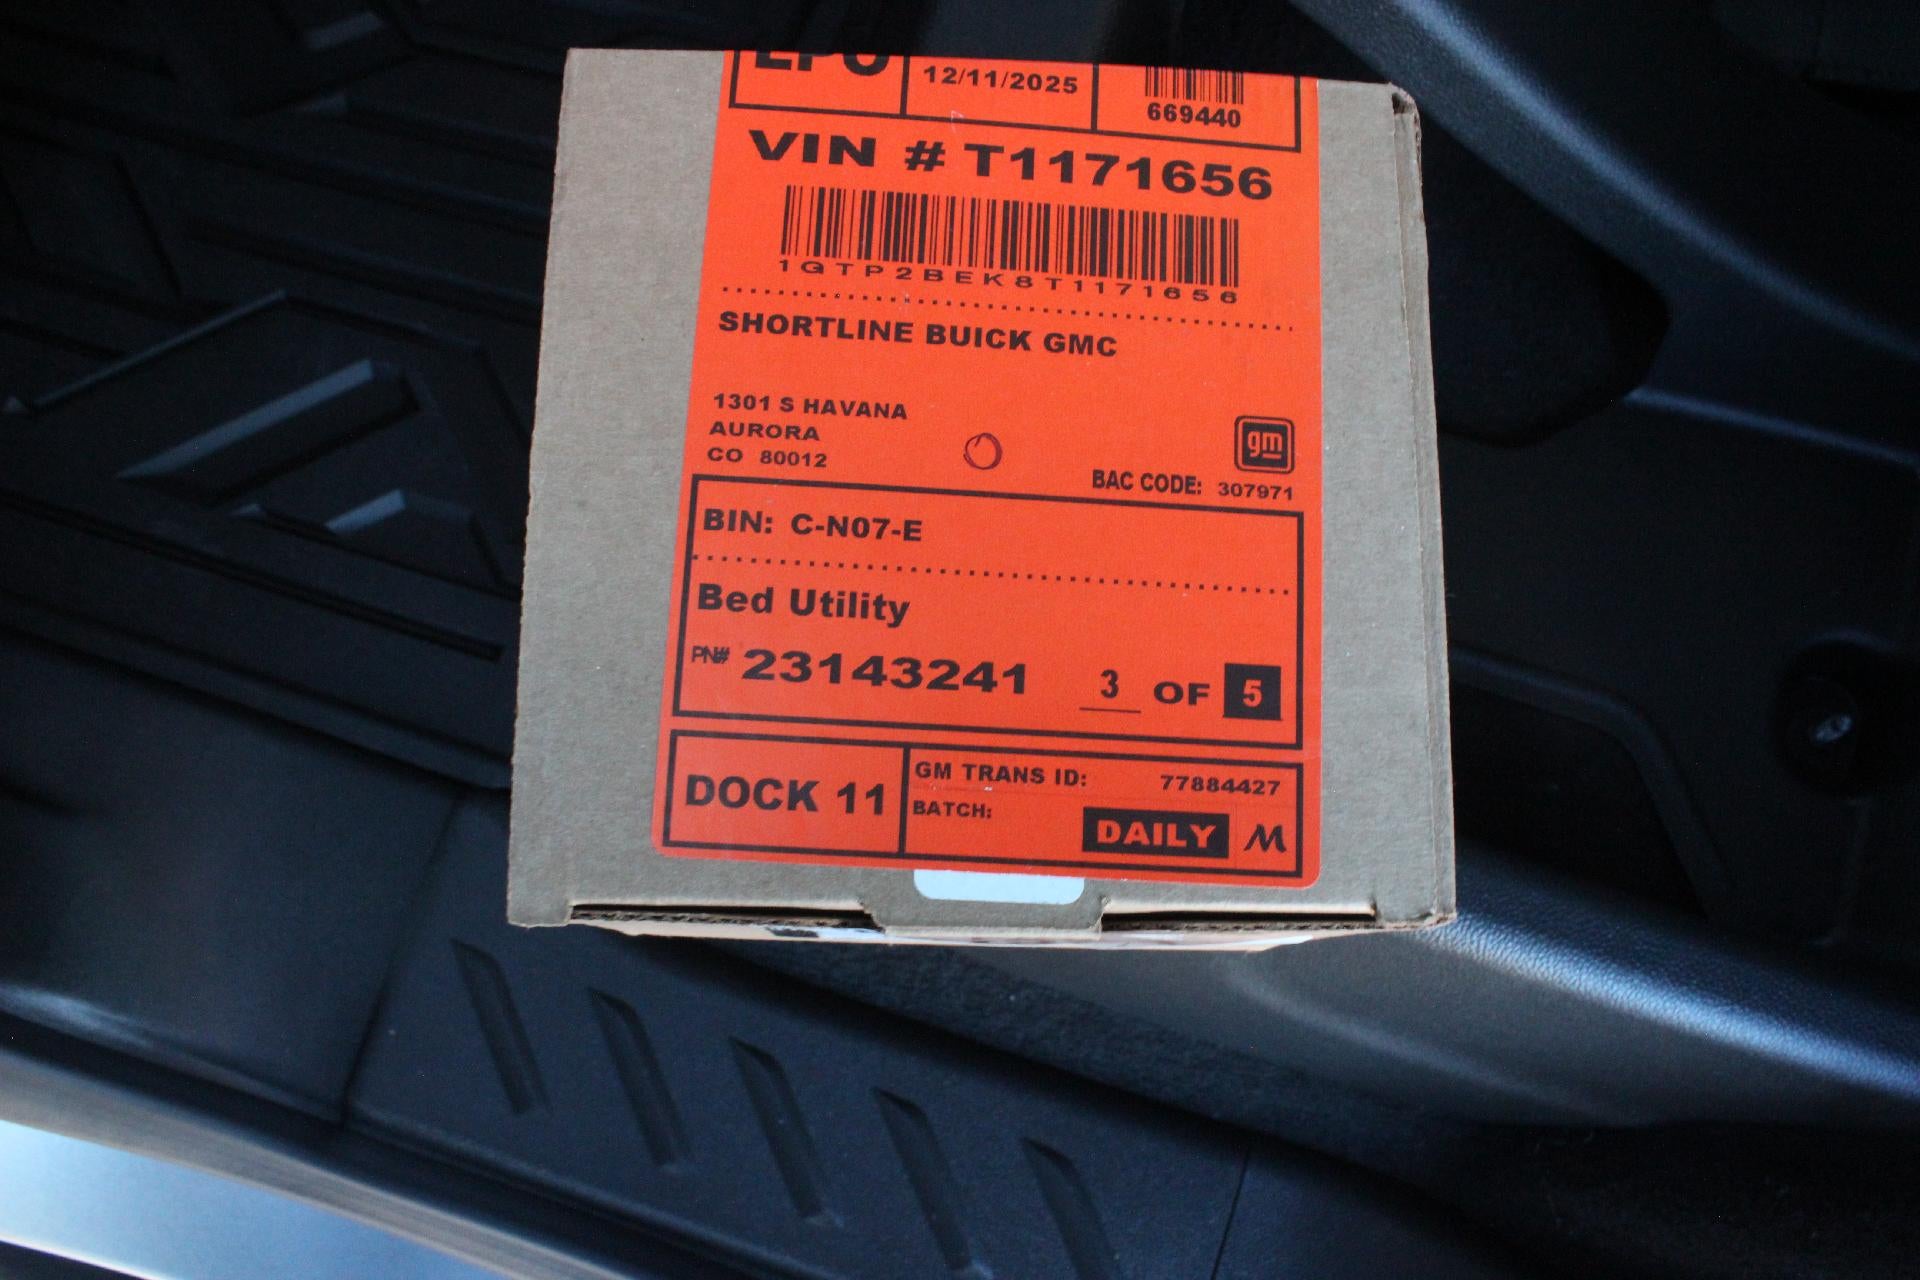 EPO
12/11/2025
669440
VIN # T1171656
1GTP2BEK8T1171656
SHORTLINE BUICK GMC
1301 S HAVANA
AURORA
CO 80012
gm
BAC CODE: 307971
BIN: C-N07-E
Bed Utility
PN# 23143241 3 OF 5
DOCK 11
GM TRANS ID: 77884427
BATCH: DAILY M